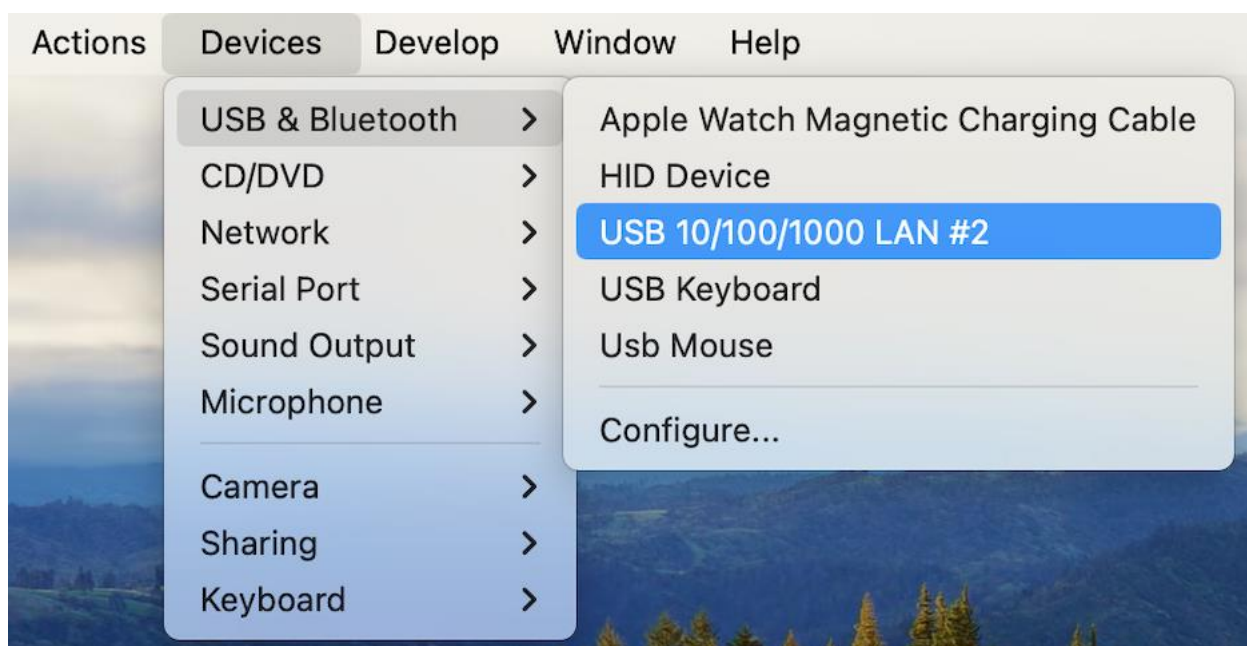 Actions Devices Develop Window Help
USB & Bluetooth
CD/DVD
Network
Serial Port
Sound Output
Microphone
Camera
Sharing
Keyboard
Apple Watch Magnetic Charging Cable
HID Device
USB 10/100/1000 LAN #2
USB Keyboard
Usb Mouse
Configure...